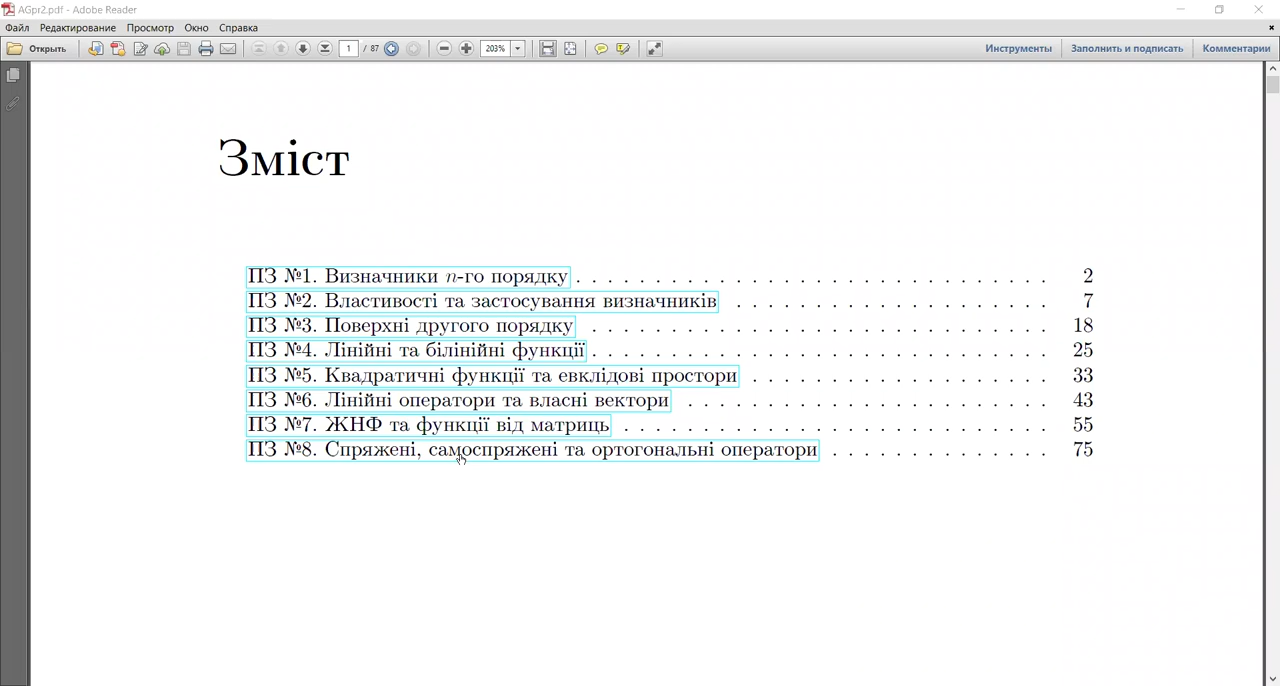 AGpr2.pdf - Adobe Reader
Файл Редактирование Просмотр Окно Справка
Открыть 1 / 87 203% Инструменты Заполнить и подписать Комментарии
Зміст
ПЗ №1. Визначники n-го порядку . . . . . . . . . . . . . . . . . . . . . . . . . . . . . . 2
ПЗ №2. Властивості та застосування визначників . . . . . . . . . . . . . . . . . . . . 7
ПЗ №3. Поверхні другого порядку . . . . . . . . . . . . . . . . . . . . . . . . . . . . . 18
ПЗ №4. Лінійні та білінійні функції . . . . . . . . . . . . . . . . . . . . . . . . . . . . . 25
ПЗ №5. Квадратичні функції та евклідові простори . . . . . . . . . . . . . . . . . . . 33
ПЗ №6. Лінійні оператори та власні вектори . . . . . . . . . . . . . . . . . . . . . . . 43
ПЗ №7. ЖНФ та функції від матриць . . . . . . . . . . . . . . . . . . . . . . . . . . . 55
ПЗ №8. Спряжені, самоспряжені та ортогональні оператори . . . . . . . . . . . . . . 75